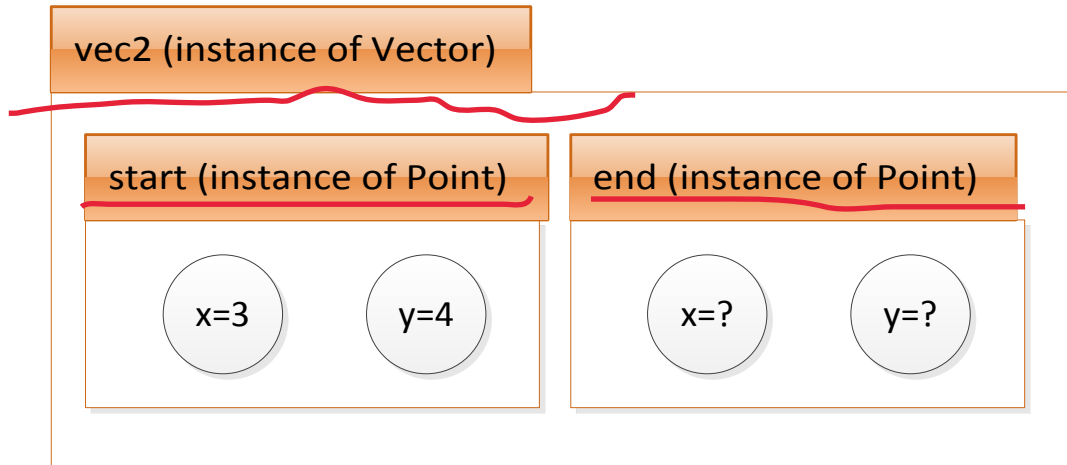 vec2 (instance of Vector)
start (instance of Point)
end (instance of Point)
x=3
y=4
x=?
y=?